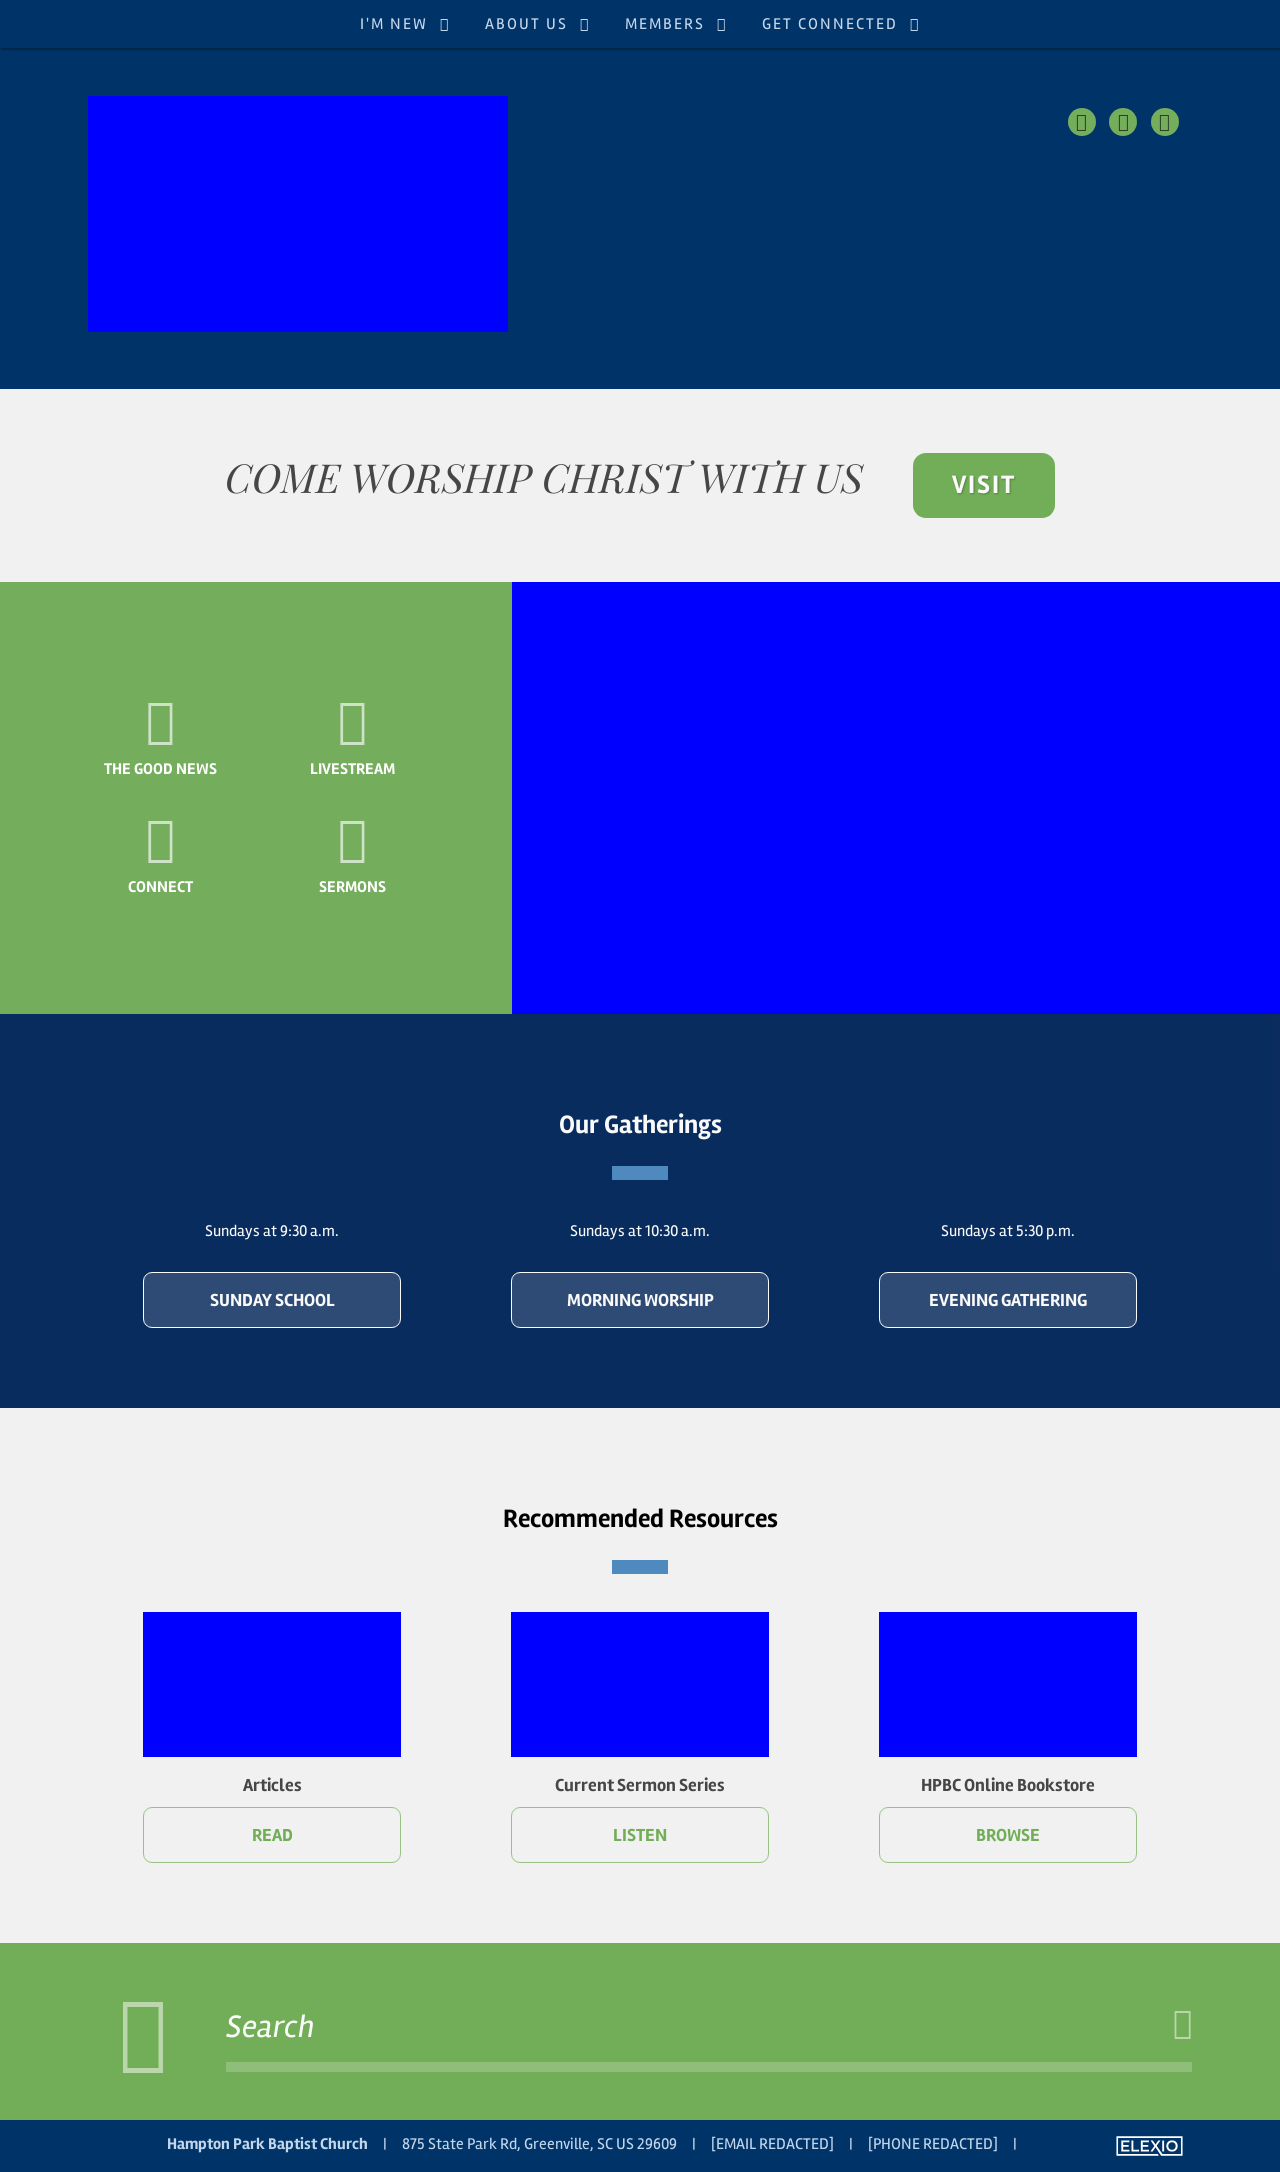 I'M NEW ABOUT US MEMBERS GET CONNECTED
COME WORSHIP CHRIST WITH US VISIT
THE GOOD NEWS LIVESTREAM
CONNECT SERMONS
Our Gatherings
Sundays at 9:30 a.m. Sundays at 10:30 a.m. Sundays at 5:30 p.m.
SUNDAY SCHOOL MORNING WORSHIP EVENING GATHERING
Recommended Resources
Articles Current Sermon Series HPBC Online Bookstore
READ LISTEN BROWSE
Search
Hampton Park Baptist Church | 875 State Park Rd, Greenville, SC US 29609 | [EMAIL REDACTED] | [PHONE REDACTED] | ELEXIO